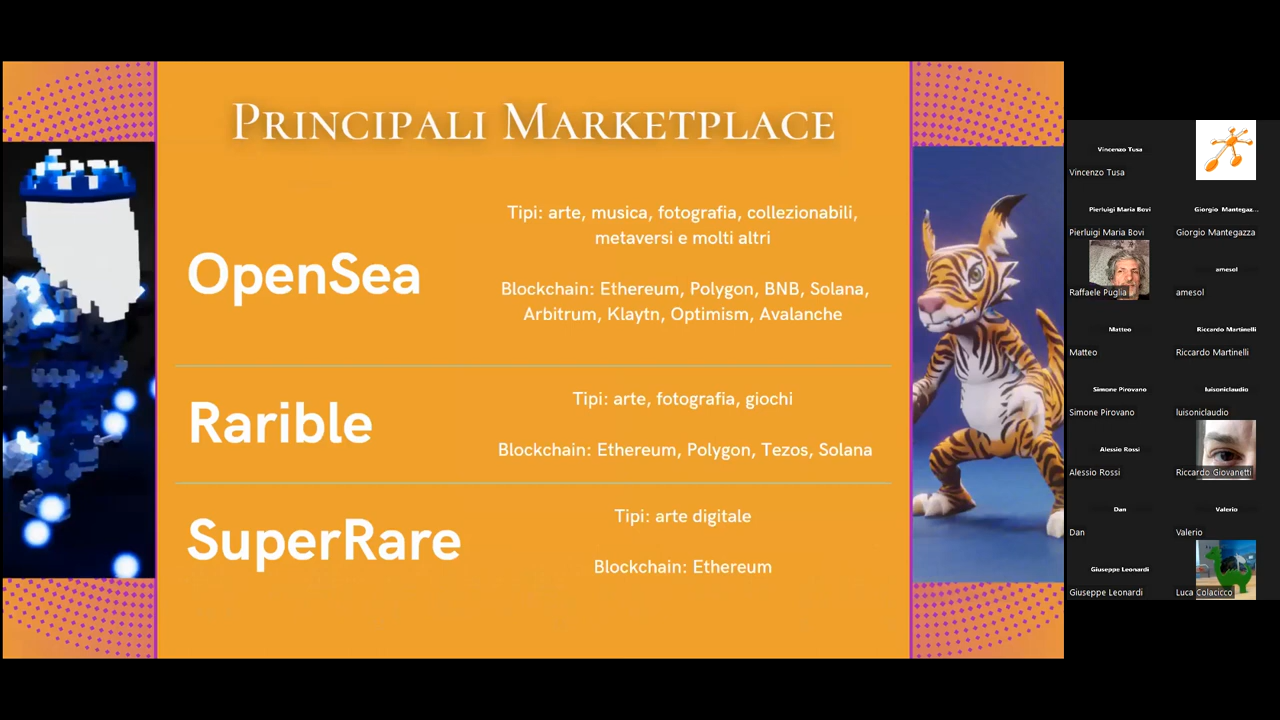 Principali Marketplace
OpenSea
Tipi: arte, musica, fotografia, collezionabili,
metaversi e molti altri
Blockchain: Ethereum, Polygon, BNB, Solana,
Arbitrum, Klaytn, Optimism, Avalanche
Rarible
Tipi: arte, fotografia, giochi
Blockchain: Ethereum, Polygon, Tezos, Solana
SuperRare
Tipi: arte digitale
Blockchain: Ethereum
Vincenzo Tusa
Vincenzo Tusa
Pierluigi Maria Bovi
Giorgio Mantegaz...
Pierluigi Maria Bovi
Giorgio Mantegazza
amesol
Raffaele Puglia
amesol
Matteo
Riccardo Martinelli
Matteo
Riccardo Martinelli
Simone Pirovano
luisoniclaudio
Simone Pirovano
luisoniclaudio
Alessio Rossi
Alessio Rossi
Riccardo Giovanetti
Dan
Valerio
Dan
Valerio
Giuseppe Leonardi
Giuseppe Leonardi
Luca Colacicco